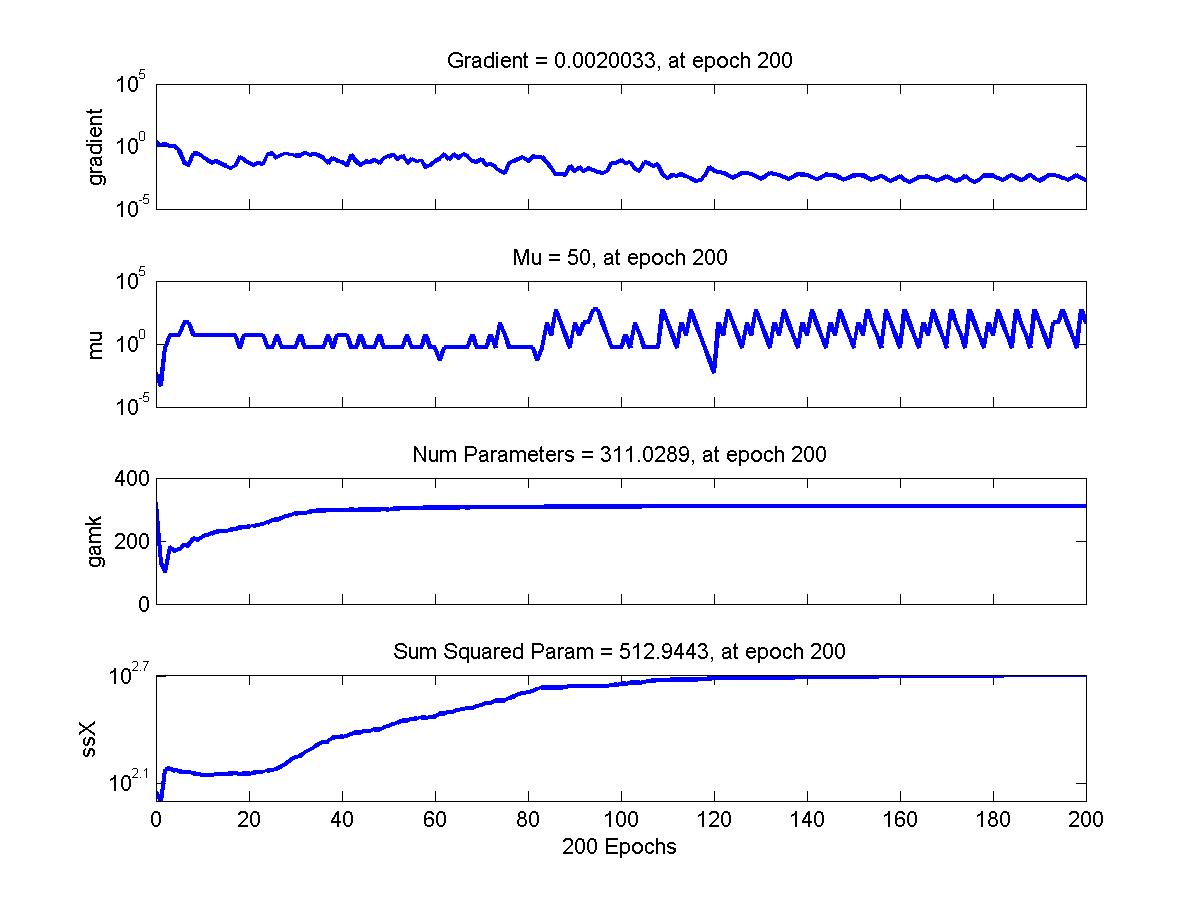 Gradient = 0.0020033, at epoch 200
10^5
10^0
10^-5
gradient
Mu = 50, at epoch 200
10^5
10^0
10^-5
mu
Num Parameters = 311.0289, at epoch 200
400
200
0
gamk
Sum Squared Param = 512.9443, at epoch 200
10^2.7
10^2.1
ssX
0 20 40 60 80 100 120 140 160 180 200
200 Epochs